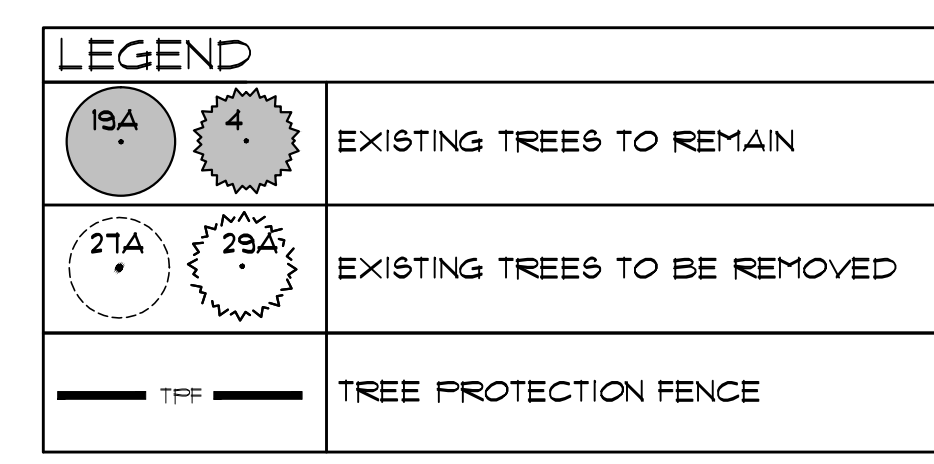 LEGEND
19A 4 EXISTING TREES TO REMAIN
27A 29A EXISTING TREES TO BE REMOVED
TPF TREE PROTECTION FENCE